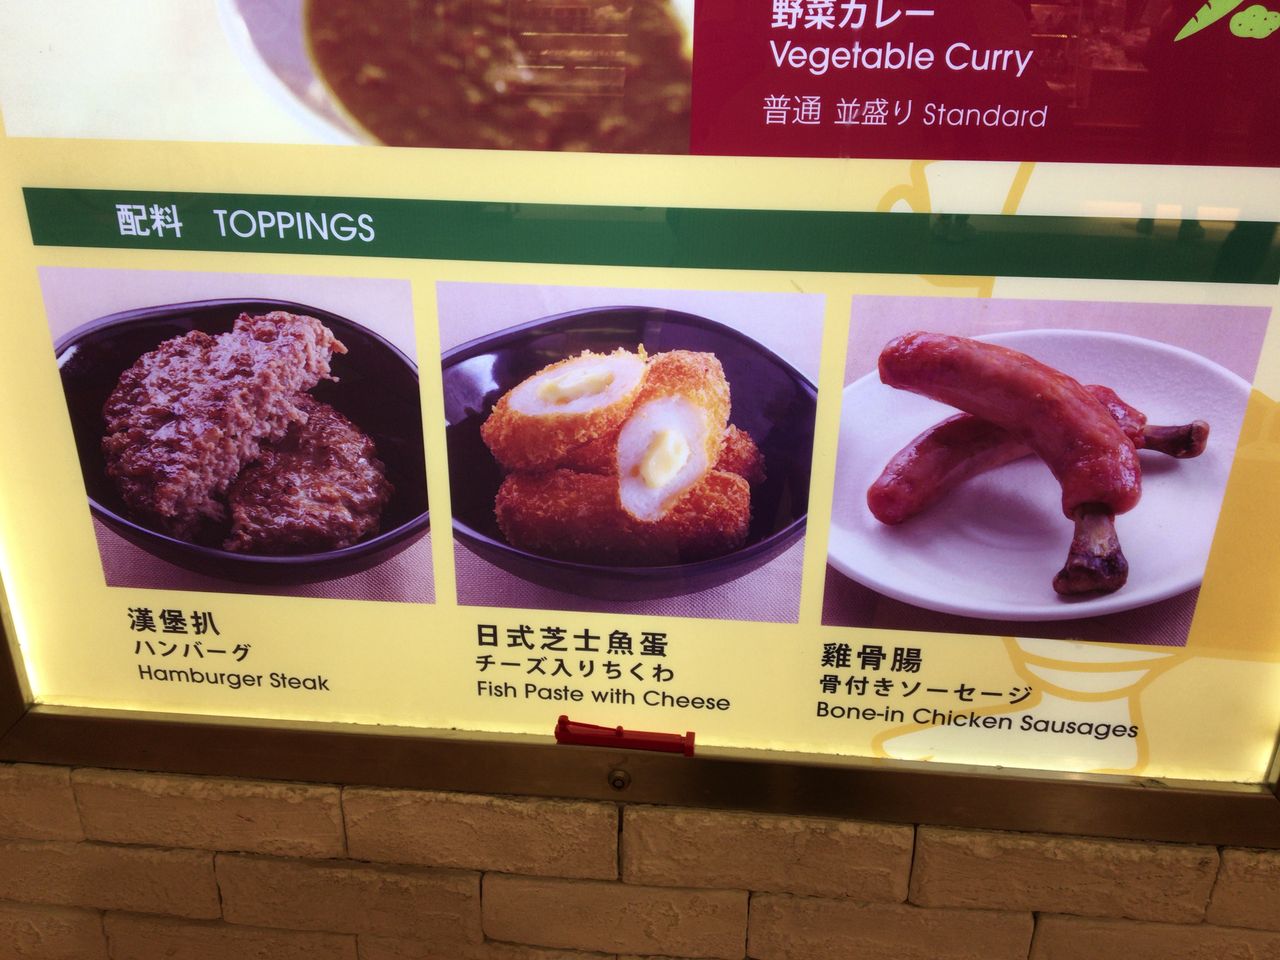 野菜カレー
Vegetable Curry
普通 並盛り Standard
配料 TOPPINGS
漢堡扒
ハンバーグ
Hamburger Steak
日式芝士魚蛋
チーズ入りちくわ
Fish Paste with Cheese
雞骨腸
骨付きソーセージ
Bone-in Chicken Sausages